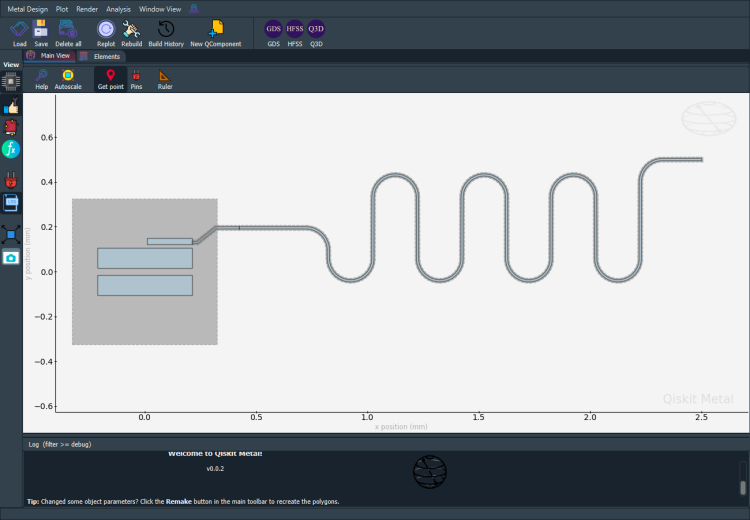 Metal Design Plot Render Analysis Window View
GDS HFSS Q3D
Load Save Delete all Replot Rebuild Build History New QComponent GDS HFSS Q3D
View Main View Elements
Help Autoscale Get point Pins Ruler
fx
0.6
0.4
0.2
0.0
−0.2
−0.4
−0.6
y position (mm)
0.0 0.5 1.0 1.5 2.0 2.5
x position (mm)
Qiskit Metal
Log (filter >= debug)
Welcome to Qiskit Metal!
v0.0.2
Tip: Changed some object parameters? Click the Remake button in the main toolbar to recreate the polygons.